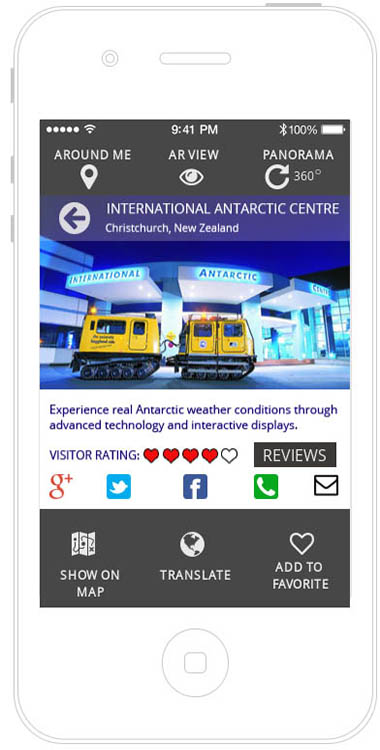 9:41 PM 100%
AROUND ME AR VIEW PANORAMA
360°
INTERNATIONAL ANTARCTIC CENTRE
Christchurch, New Zealand
INTERNATIONAL ANTARCTIC CENTRE
Experience real Antarctic weather conditions through
advanced technology and interactive displays.
VISITOR RATING: REVIEWS
g+ f
SHOW ON TRANSLATE ADD TO
MAP FAVORITE